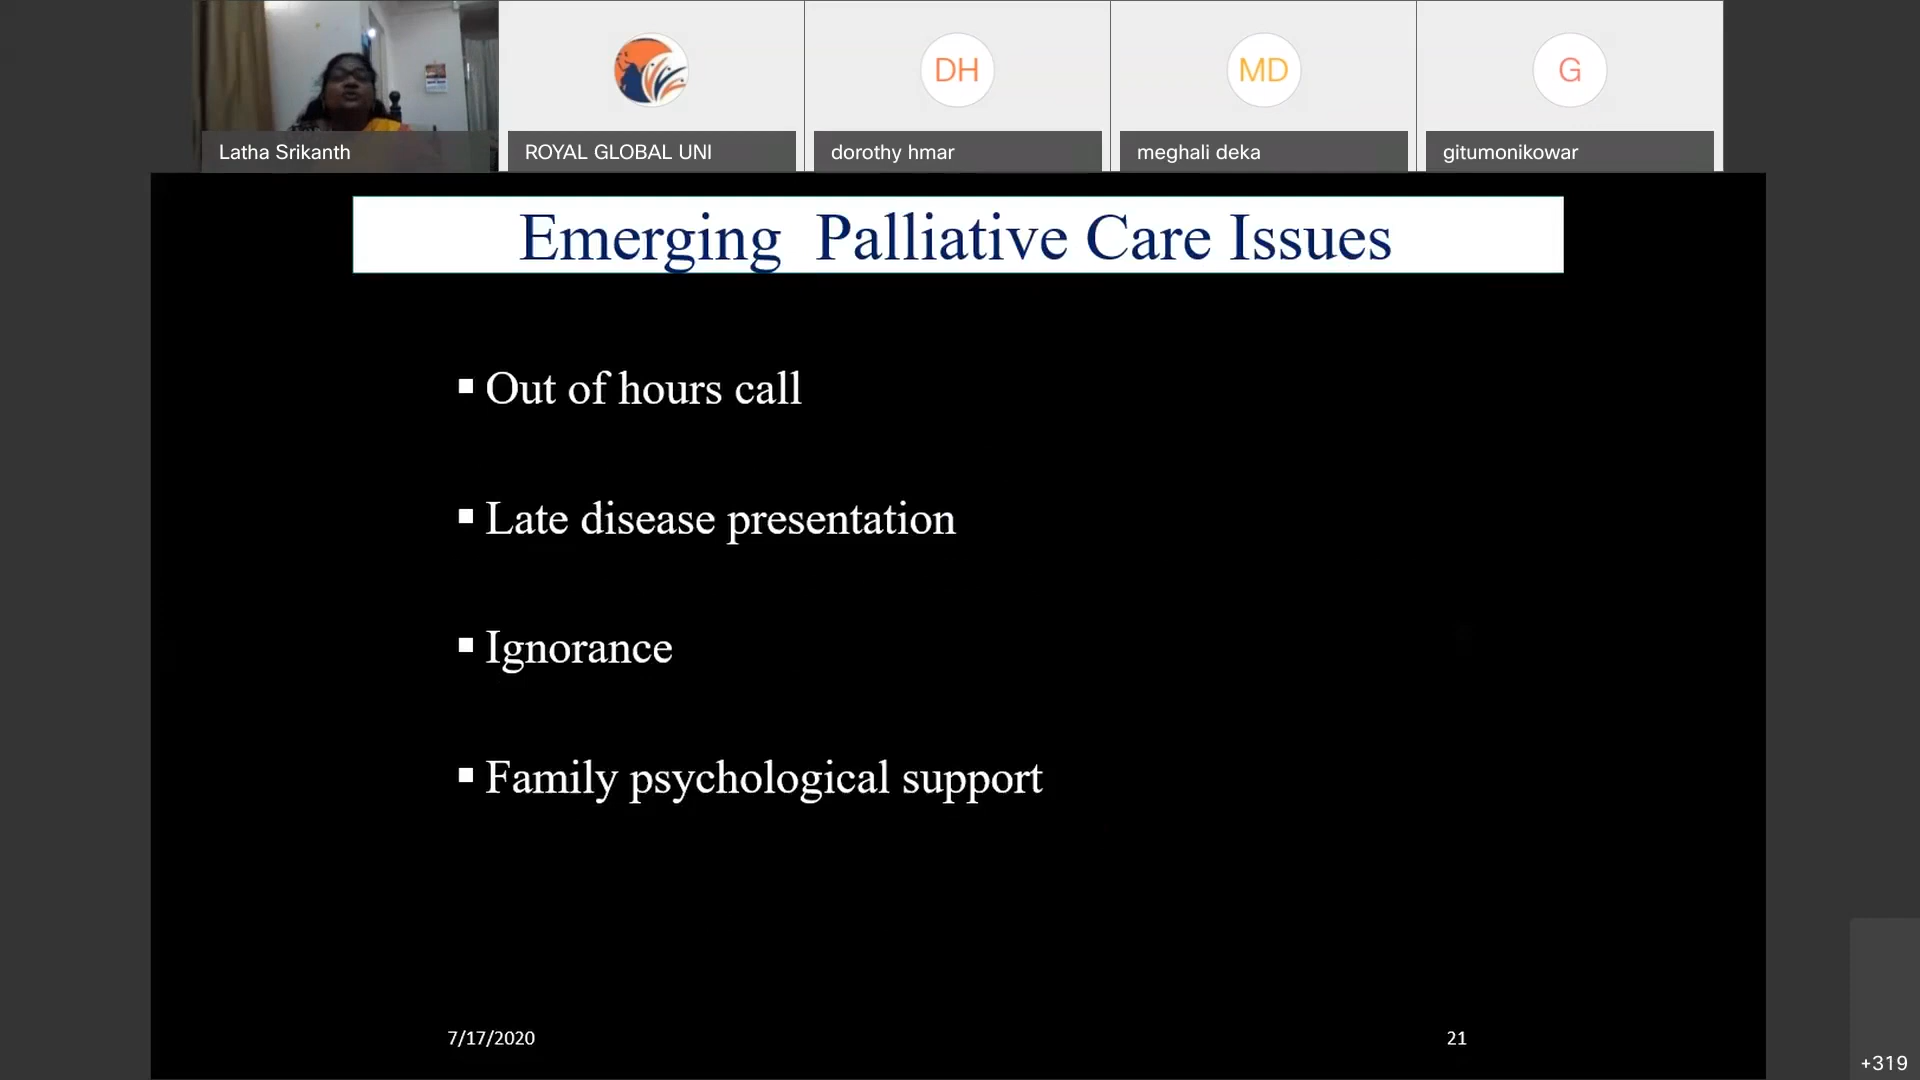 DH
MD
G
Latha Srikanth
ROYAL GLOBAL UNI
dorothy hmar
meghali deka
gitumonikowar
Emerging Palliative Care Issues
▪ Out of hours call
▪ Late disease presentation
▪ Ignorance
▪ Family psychological support
7/17/2020
21
+319